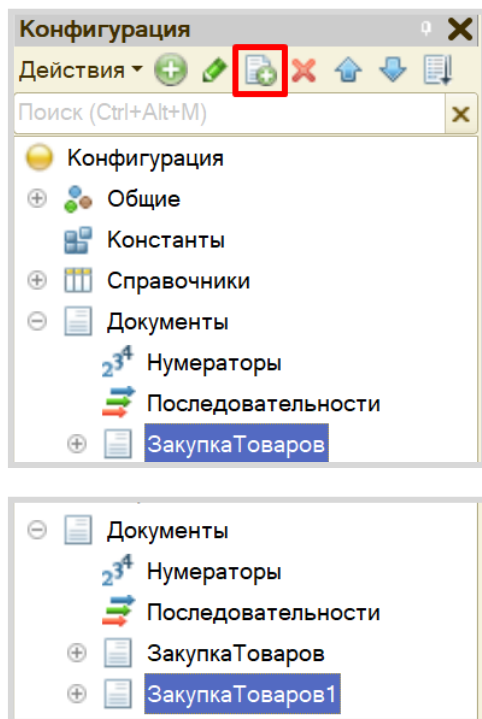 Конфигурация
Действия
Поиск (Ctrl+Alt+M)
Конфигурация
Общие
Константы
Справочники
Документы
Нумераторы
Последовательности
ЗакупкаТоваров
Документы
Нумераторы
Последовательности
ЗакупкаТоваров
ЗакупкаТоваров1